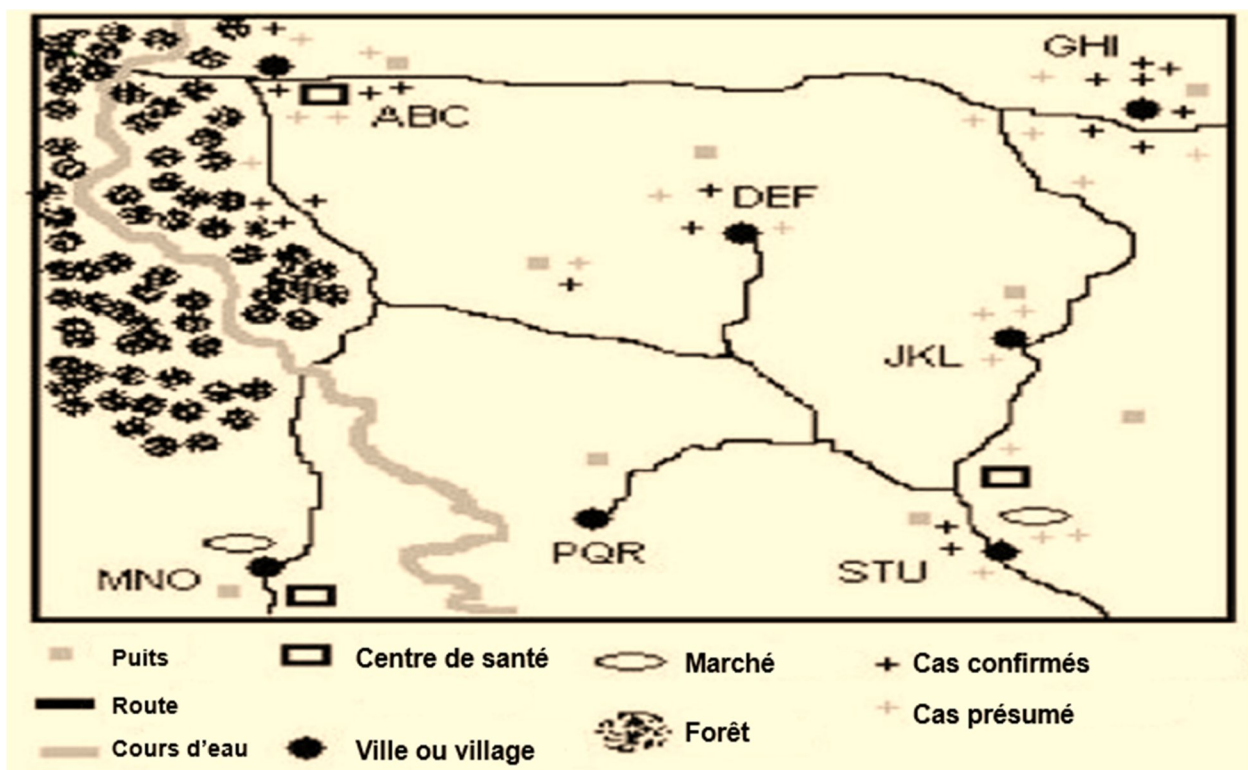 GHI
ABC
DEF
JKL
PQR
MNO
STU
Puits
Centre de santé
Marché
Cas confirmés
Route
Cas présumé
Forêt
Cours d'eau
Ville ou village